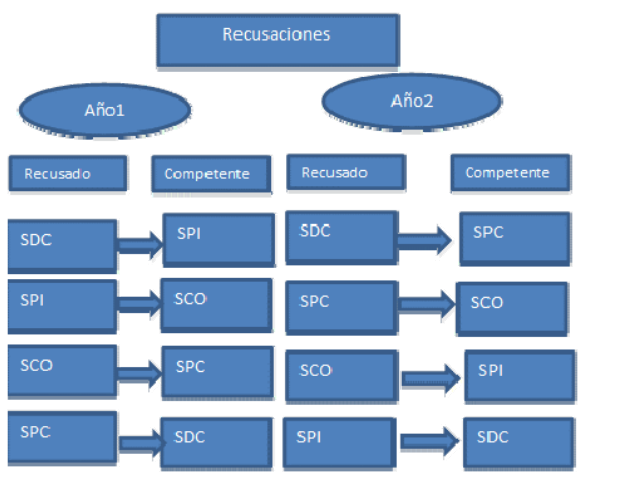 Recusaciones
Año1
Año2
Recusado
Competente
Recusado
Competente
SDC
SPI
SDC
SPC
SPI
SCO
SPC
SCO
SCO
SPC
SCO
SPI
SPC
SDC
SPI
SDC